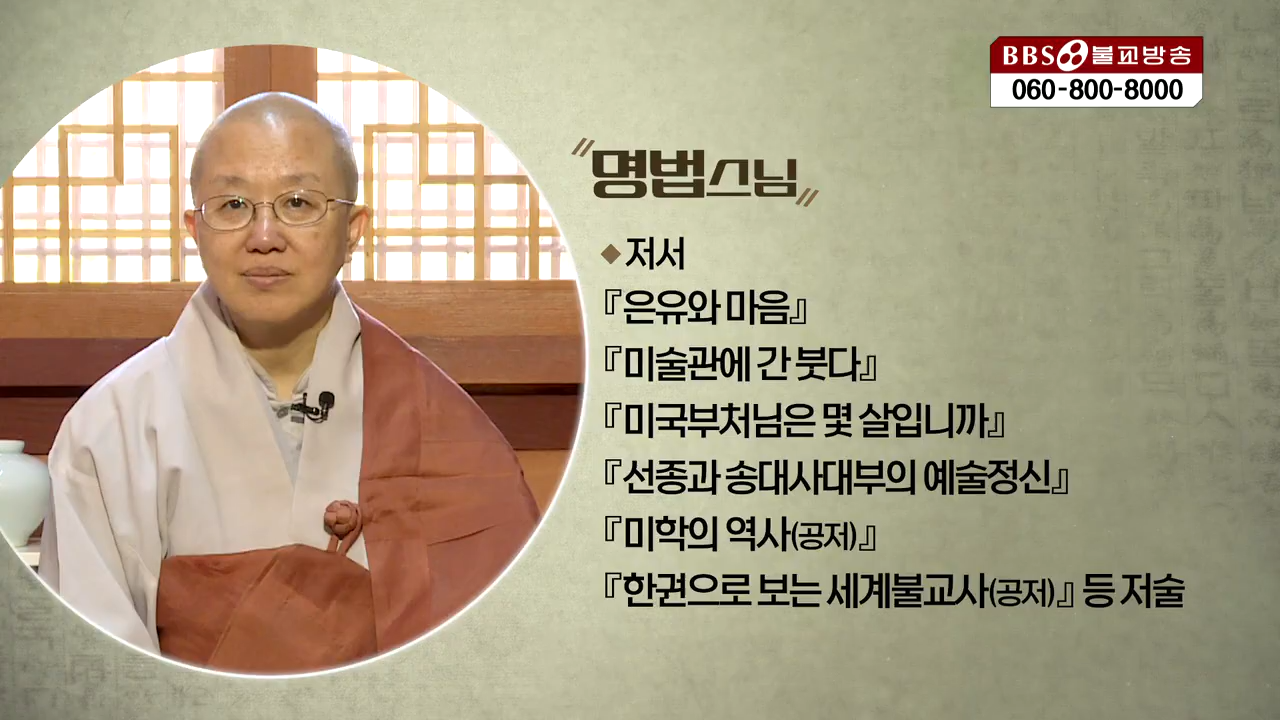 BBS 불교방송
060-800-8000
"명법스님"
◆ 저서
『은유와 마음』
『미술관에 간 붓다』
『미국부처님은 몇 살입니까』
『선종과 송대사대부의 예술정신』
『미학의 역사(공저)』
『한권으로 보는 세계불교사(공저)』 등 저술